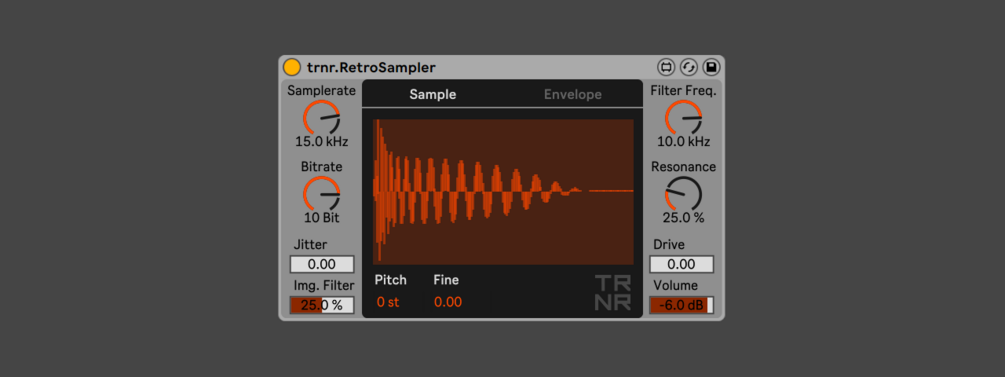 trnr.RetroSampler
Samplerate
15.0 kHz
Bitrate
10 Bit
Jitter
0.00
Img. Filter
25.0 %
Sample Envelope
Pitch Fine
0 st 0.00
TR
NR
Filter Freq.
10.0 kHz
Resonance
25.0 %
Drive
0.00
Volume
-6.0 dB